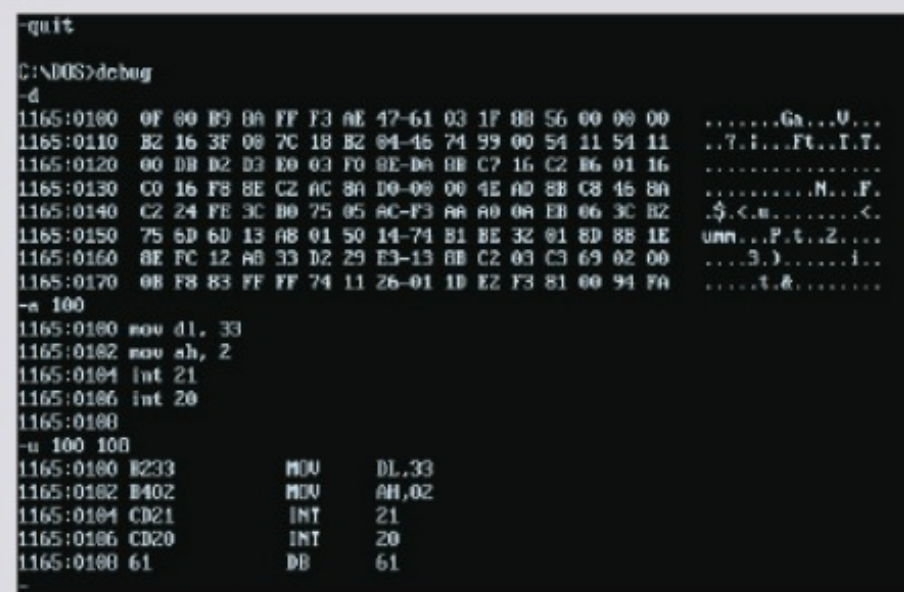 -quit
C:\DOS>debug
-d
1165:0100 0F 00 B9 8A FF F3 AE 47-61 03 1F 8B 56 00 00 00 .......Ga...V...
1165:0110 B2 16 3F 00 7C 18 B2 04-46 74 99 00 54 11 54 11 ..?.|...Ft..T.T.
1165:0120 00 DB D2 D3 E0 03 F0 8E-DA 8B C7 16 C2 B6 01 16 ................
1165:0130 C0 16 F8 8E C2 AC 8A D0-00 00 4E AD 8B C8 46 8A ..........N...F.
1165:0140 C2 24 FE 3C B0 75 05 AC-F3 AA A0 0A EB 06 3C B2 .$.<.u........<.
1165:0150 75 6D 6D 13 A8 01 50 14-74 B1 BE 32 01 8D 8B 1E umm...P.t..2....
1165:0160 8E FC 12 A8 33 D2 29 E3-13 8B C2 03 C3 69 02 00 ....3.)......i..
1165:0170 0B F8 83 FF FF 74 11 26-01 1D E2 F3 81 00 94 FA .....t.&........
-a 100
1165:0100 mov dl, 33
1165:0102 mov ah, 2
1165:0104 int 21
1165:0106 int 20
1165:0108
-u 100 108
1165:0100 B233 MOV DL,33
1165:0102 B402 MOV AH,02
1165:0104 CD21 INT 21
1165:0106 CD20 INT 20
1165:0108 61 DB 61
-